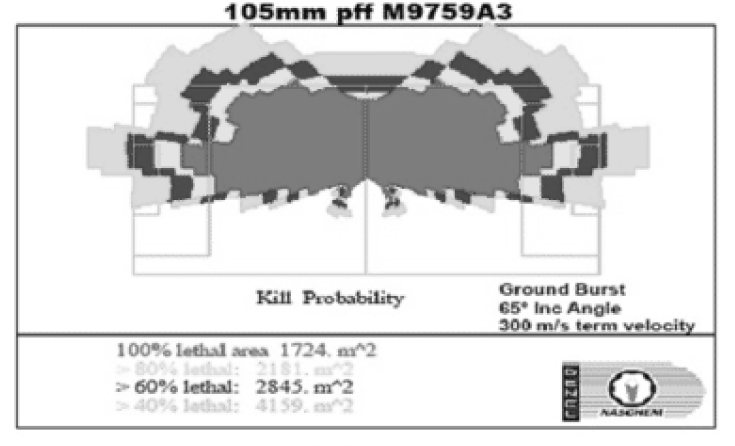 105mm pff M9759A3
Kill Probability
Ground Burst
65° Inc Angle
300 m/s term velocity
100% lethal area 1724. m^2
> 80% lethal: 2181. m^2
> 60% lethal: 2845. m^2
> 40% lethal: 4159. m^2
DENEL
NASCHEM